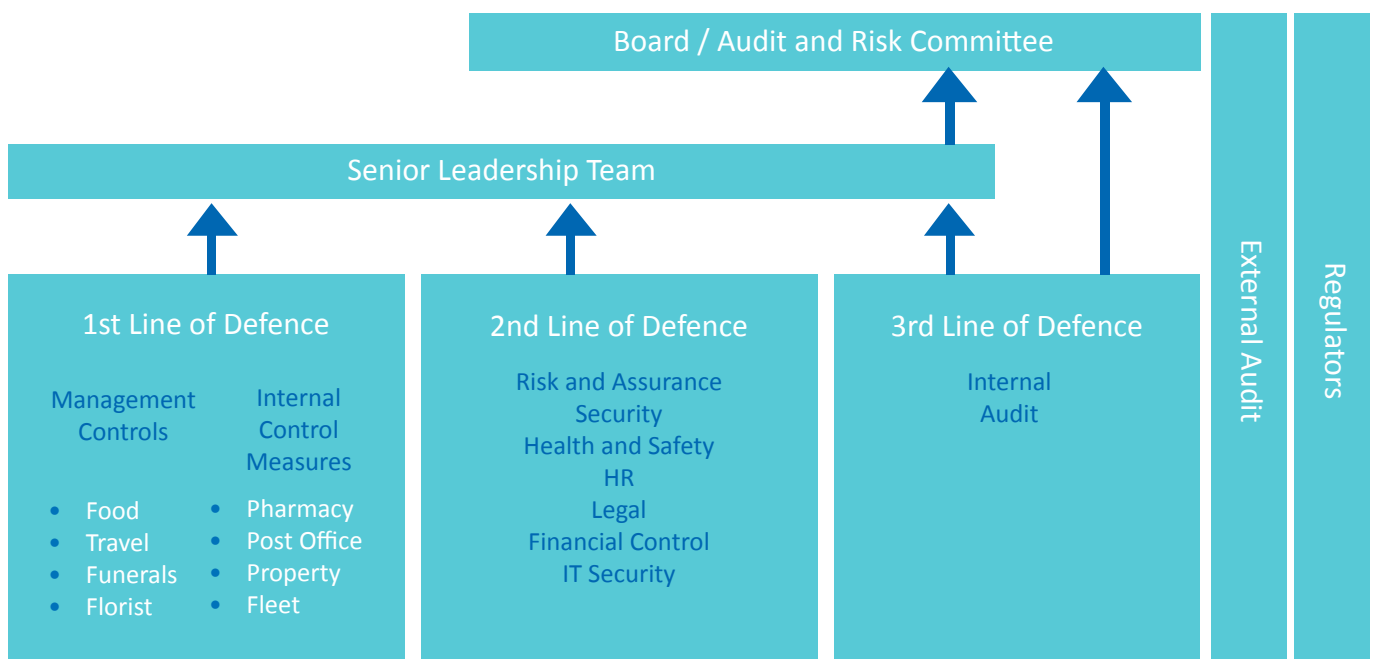 Board / Audit and Risk Committee
Senior Leadership Team
1st Line of Defence
Management
Controls
Internal
Control
Measures
• Food
• Travel
• Funerals
• Florist
• Pharmacy
• Post Office
• Property
• Fleet
2nd Line of Defence
Risk and Assurance
Security
Health and Safety
HR
Legal
Financial Control
IT Security
3rd Line of Defence
Internal
Audit
External Audit
Regulators